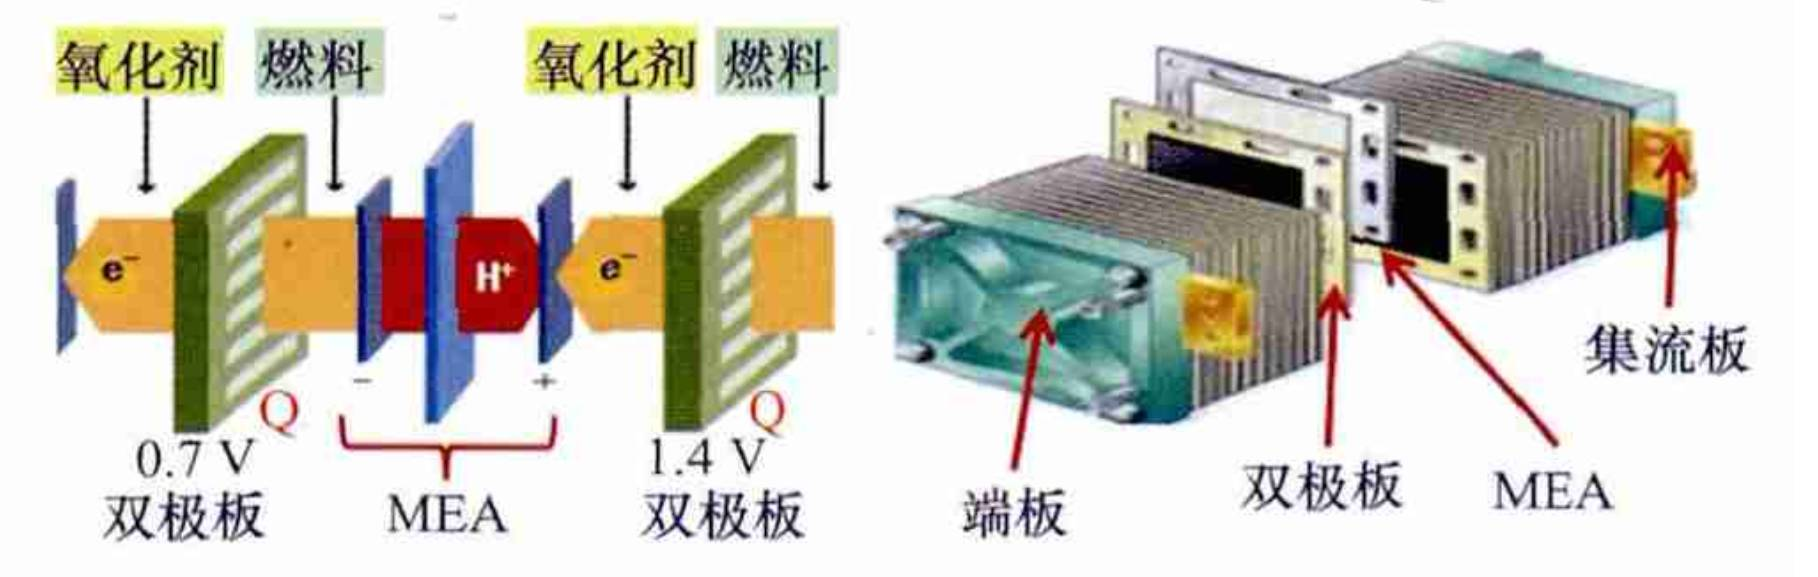 氧化剂 燃料 氧化剂 燃料
e⁻ H⁺ e⁻
− +
Q Q
0.7 V 1.4 V
双极板 MEA 双极板
集流板
端板 双极板 MEA